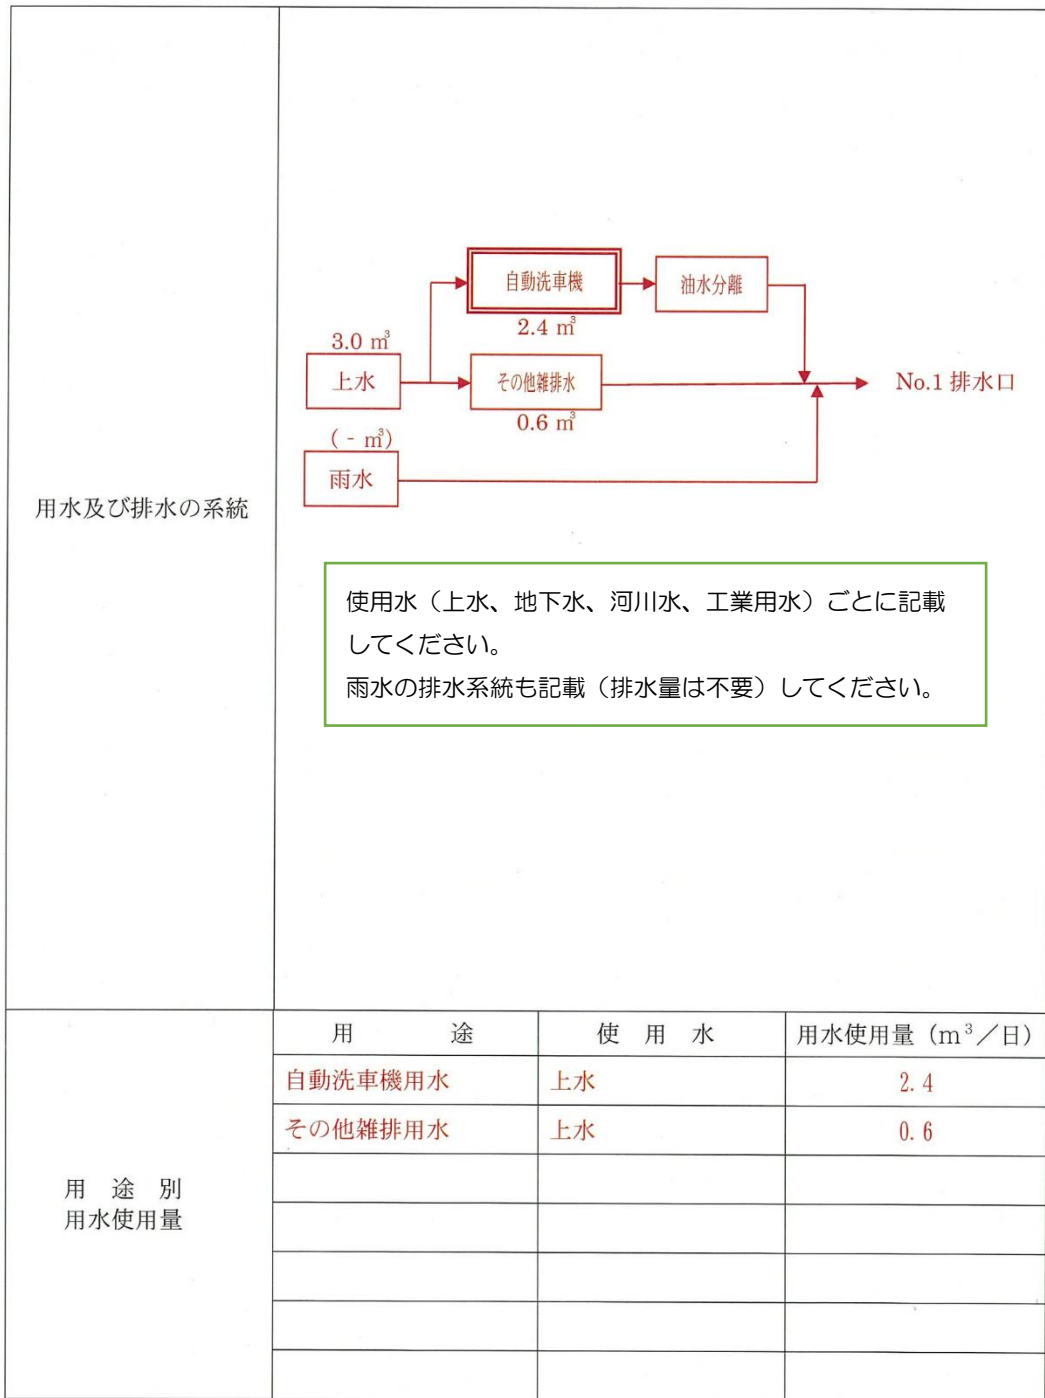 用水及び排水の系統
自動洗車機
油水分離
2.4 ㎥
3.0 ㎥
上水
その他雑排水
No.1 排水口
0.6 ㎥
( - ㎥)
雨水
使用水（上水、地下水、河川水、工業用水）ごとに記載
してください。
雨水の排水系統も記載（排水量は不要）してください。
用途別
用水使用量
用途 使用水 用水使用量（m³／日）
自動洗車機用水 上水 2.4
その他雑排用水 上水 0.6